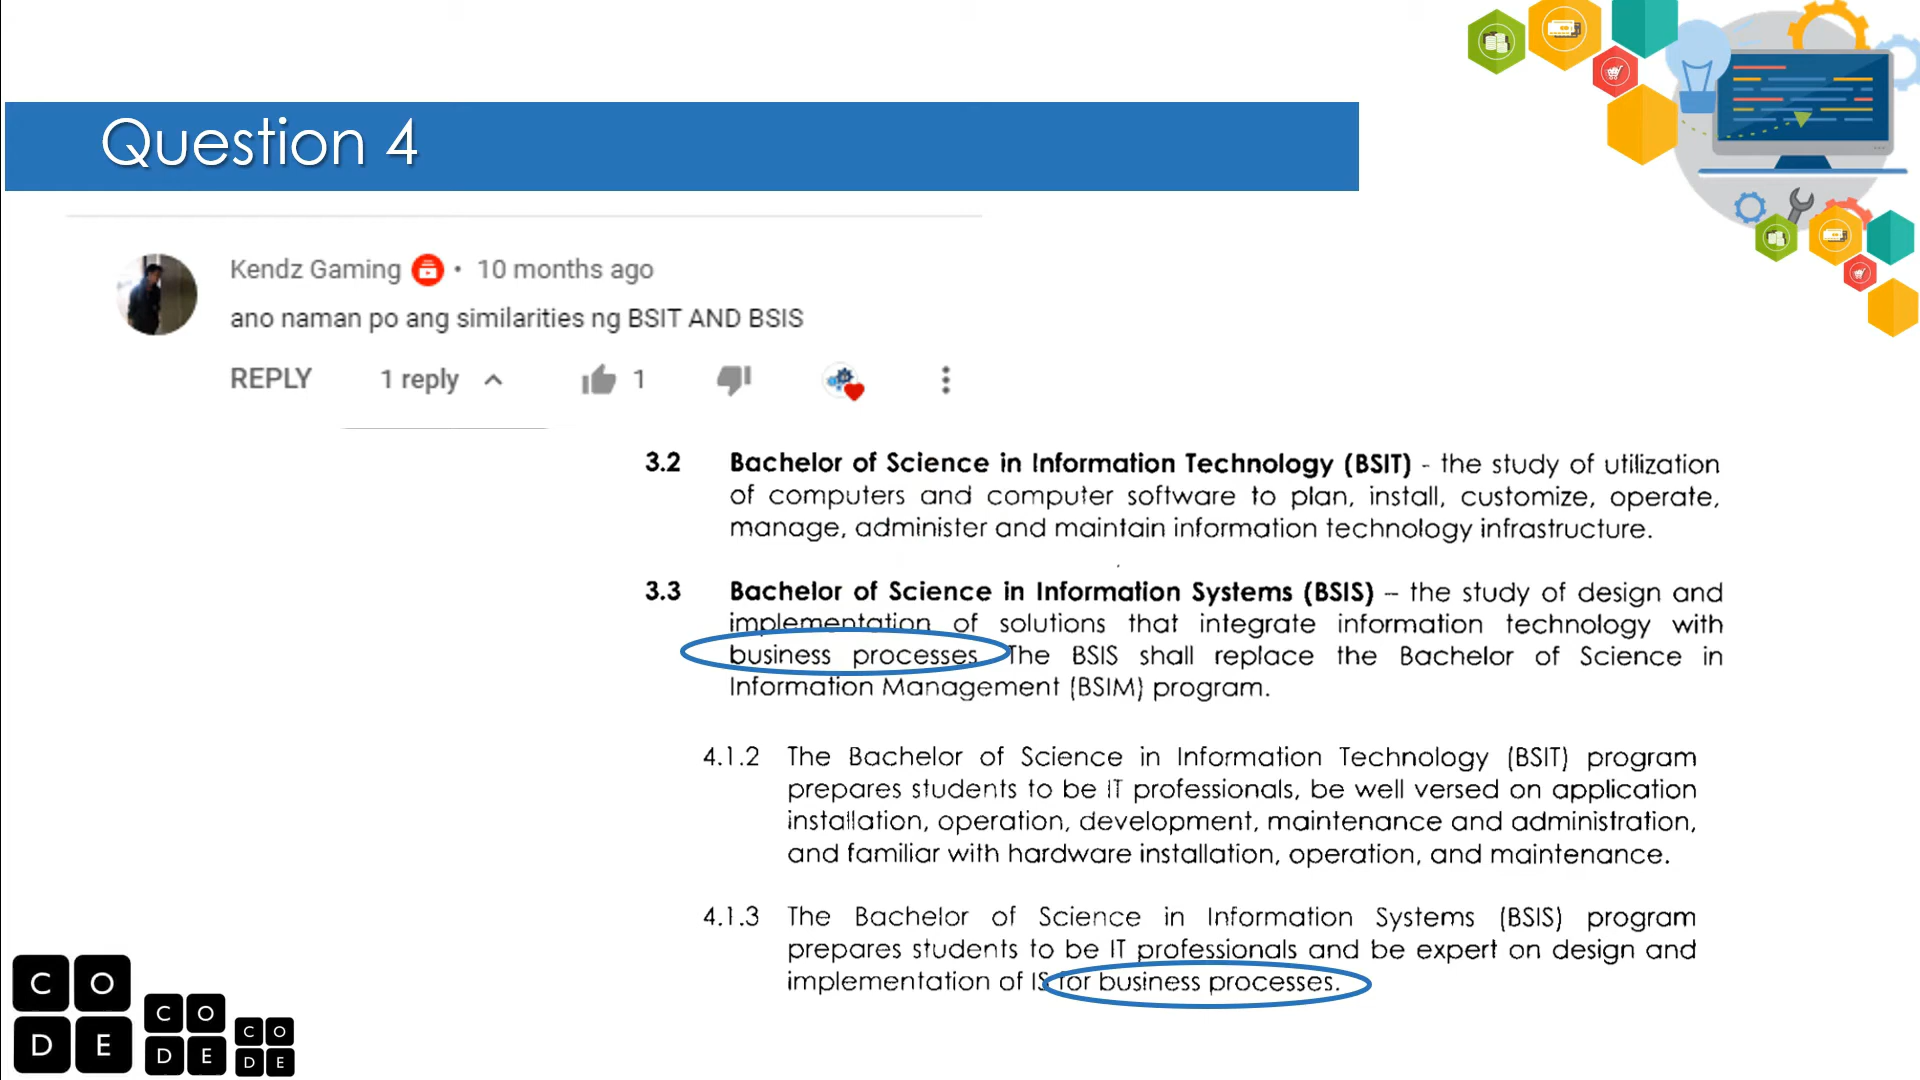 Question 4
Kendz Gaming • 10 months ago
ano naman po ang similarities ng BSIT AND BSIS
REPLY 1 reply 1
3.2 Bachelor of Science in Information Technology (BSIT) - the study of utilization
of computers and computer software to plan, install, customize, operate,
manage, administer and maintain information technology infrastructure.
3.3 Bachelor of Science in Information Systems (BSIS) – the study of design and
implementation of solutions that integrate information technology with
business processes The BSIS shall replace the Bachelor of Science in
Information Management (BSIM) program.
4.1.2 The Bachelor of Science in Information Technology (BSIT) program
prepares students to be IT professionals, be well versed on application
installation, operation, development, maintenance and administration,
and familiar with hardware installation, operation, and maintenance.
4.1.3 The Bachelor of Science in Information Systems (BSIS) program
prepares students to be IT professionals and be expert on design and
implementation of IS for business processes.
C O
D E
C O
D E
C O
D E